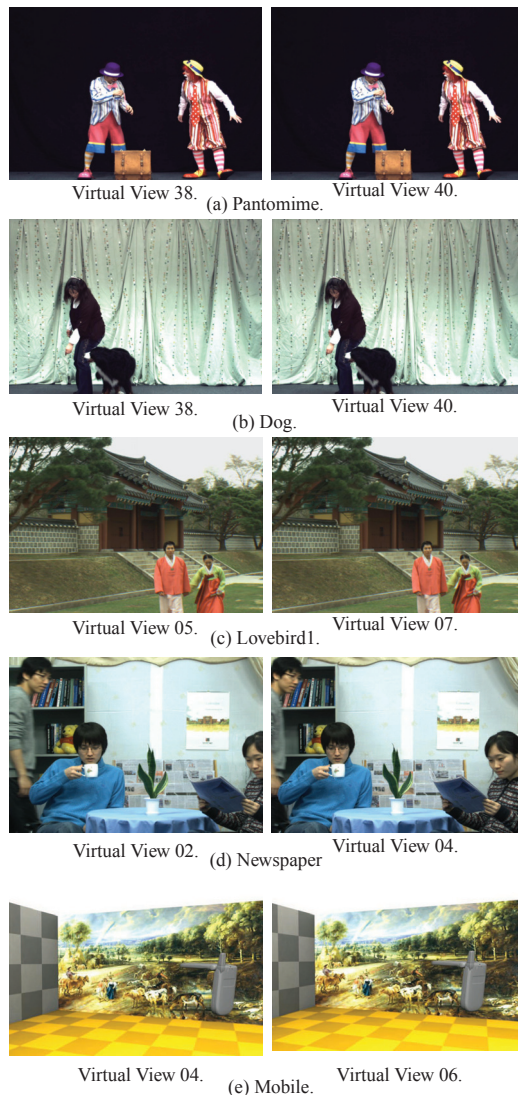 Virtual View 38. Virtual View 40.
(a) Pantomime.
Virtual View 38. Virtual View 40.
(b) Dog.
Virtual View 05. Virtual View 07.
(c) Lovebird1.
Virtual View 02. Virtual View 04.
(d) Newspaper
Virtual View 04. Virtual View 06.
(e) Mobile.